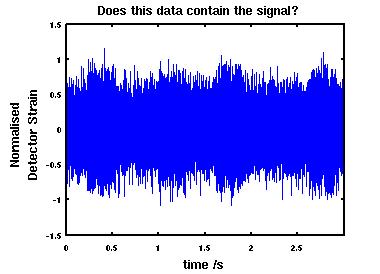 Does this data contain the signal?
1.5
1
0.5
0
-0.5
-1
-1.5
Normalised
Detector Strain
0 0.5 1 1.5 2 2.5
time /s